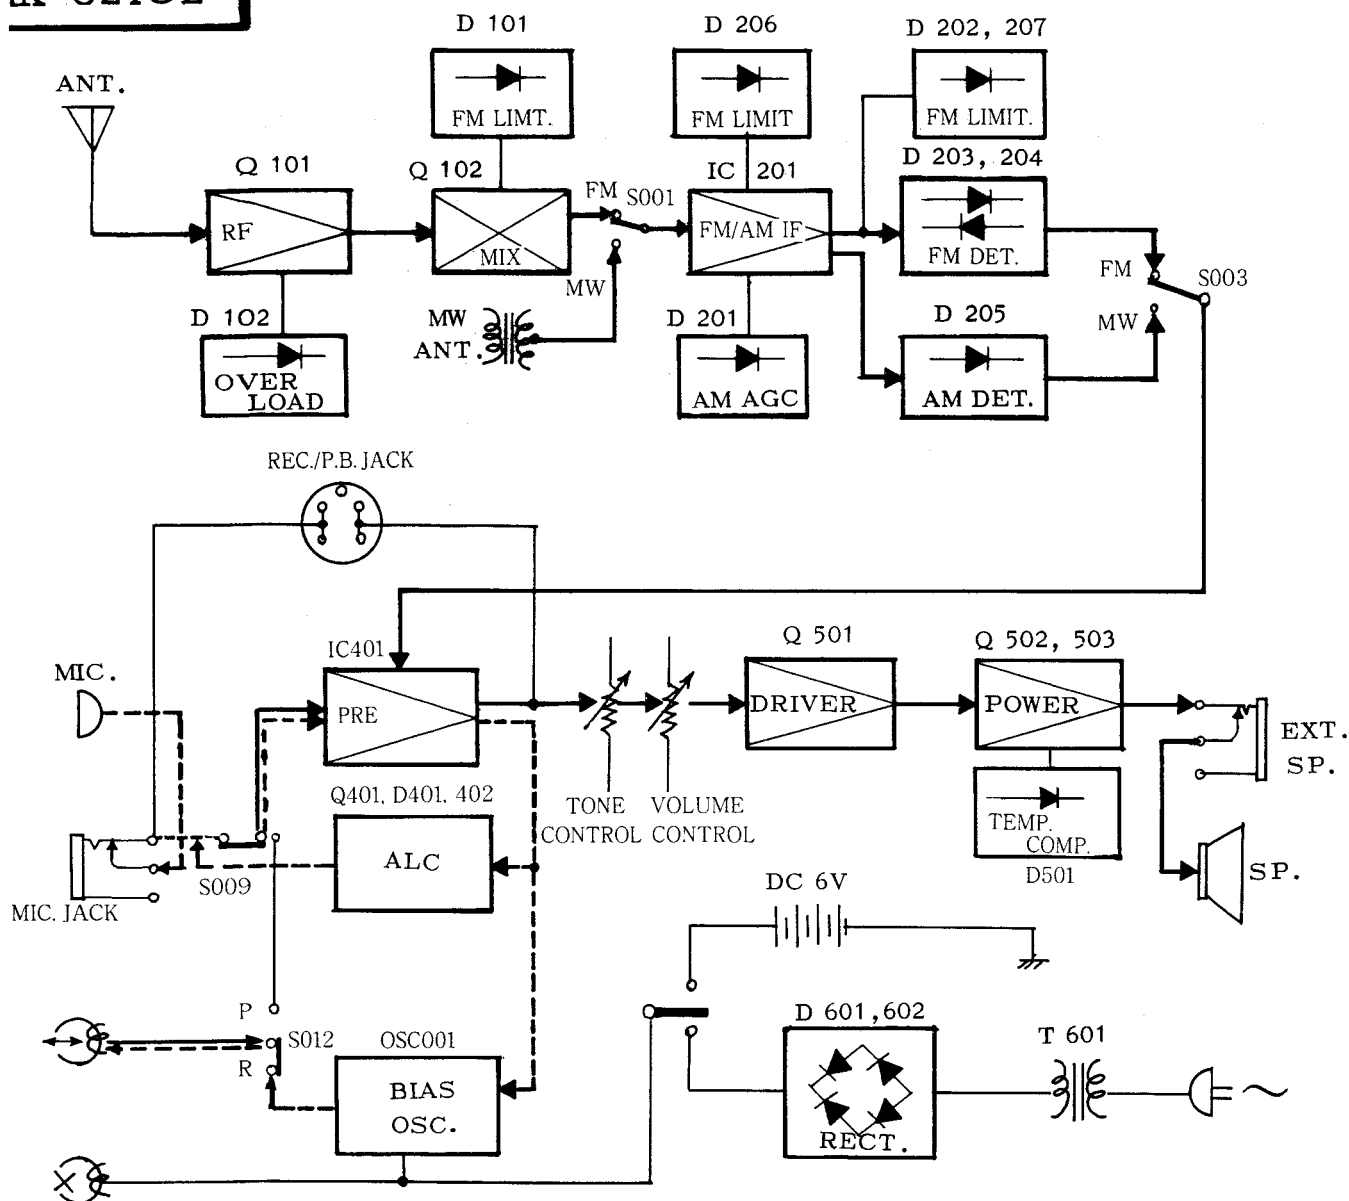 D 101
D 206
D 202, 207
ANT.
FM LIMT.
FM LIMIT
FM LIMIT.
Q 101
Q 102
IC 201
D 203, 204
FM
S001
RF
MIX
FM/AM IF
FM DET.
MW
FM
S003
D 102
MW
ANT.
D 201
D 205
MW
OVER
LOAD
AM AGC
AM DET.
REC./P.B. JACK
IC401
Q 501
Q 502, 503
MIC.
PRE
DRIVER
POWER
EXT.
SP.
Q401, D401, 402
TONE
CONTROL
VOLUME
CONTROL
TEMP.
COMP.
D501
ALC
S009
MIC. JACK
SP.
DC 6V
P
S012
R
OSC001
BIAS
OSC.
D 601,602
RECT.
T 601